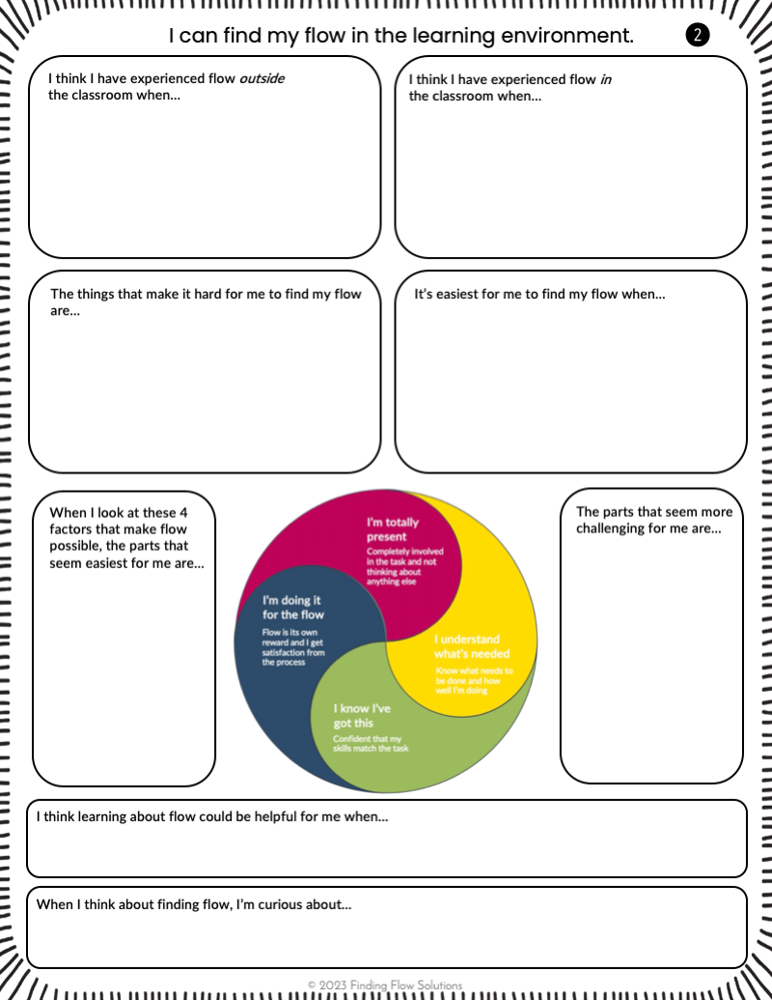 I can find my flow in the learning environment.
2
I think I have experienced flow outside
the classroom when...
I think I have experienced flow in
the classroom when...
The things that make it hard for me to find my flow
are...
It's easiest for me to find my flow when...
When I look at these 4
factors that make flow
possible, the parts that
seem easiest for me are...
I'm totally
present
Completely involved
in the task and not
thinking about
anything else
I'm doing it
for the flow
Flow is its own
reward and I get
satisfaction from
the process
I understand
what's needed
Know what needs to
be done and how
well I'm doing
I know I've
got this
Confident that my
skills match the task
The parts that seem more
challenging for me are...
I think learning about flow could be helpful for me when...
When I think about finding flow, I'm curious about...
© 2023 Finding Flow Solutions